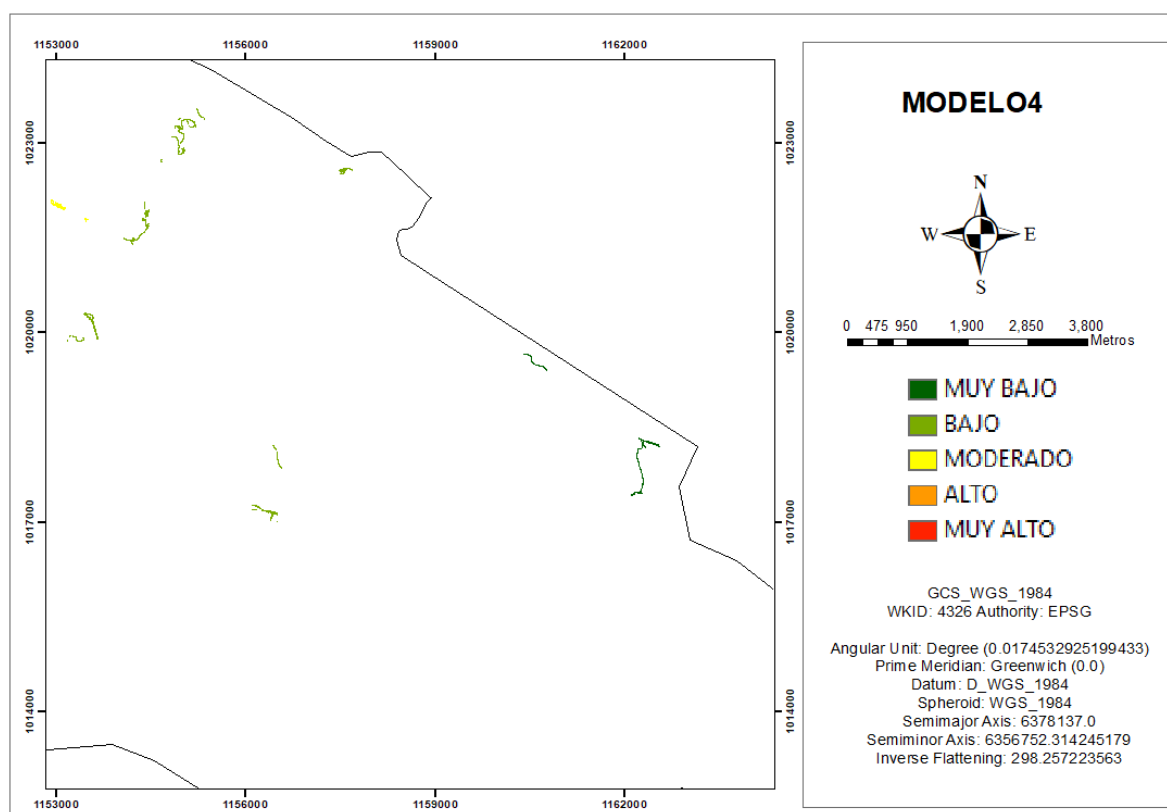 1153000
1156000
1159000
1162000
1023000
1020000
1017000
1014000
1023000
1020000
1017000
1014000
1153000
1156000
1159000
1162000
MODELO4
N
W
E
S
0 475 950 1,900 2,850 3,800
Metros
MUY BAJO
BAJO
MODERADO
ALTO
MUY ALTO
GCS_WGS_1984
WKID: 4326 Authority: EPSG
Angular Unit: Degree (0.0174532925199433)
Prime Meridian: Greenwich (0.0)
Datum: D_WGS_1984
Spheroid: WGS_1984
Semimajor Axis: 6378137.0
Semiminor Axis: 6356752.314245179
Inverse Flattening: 298.257223563